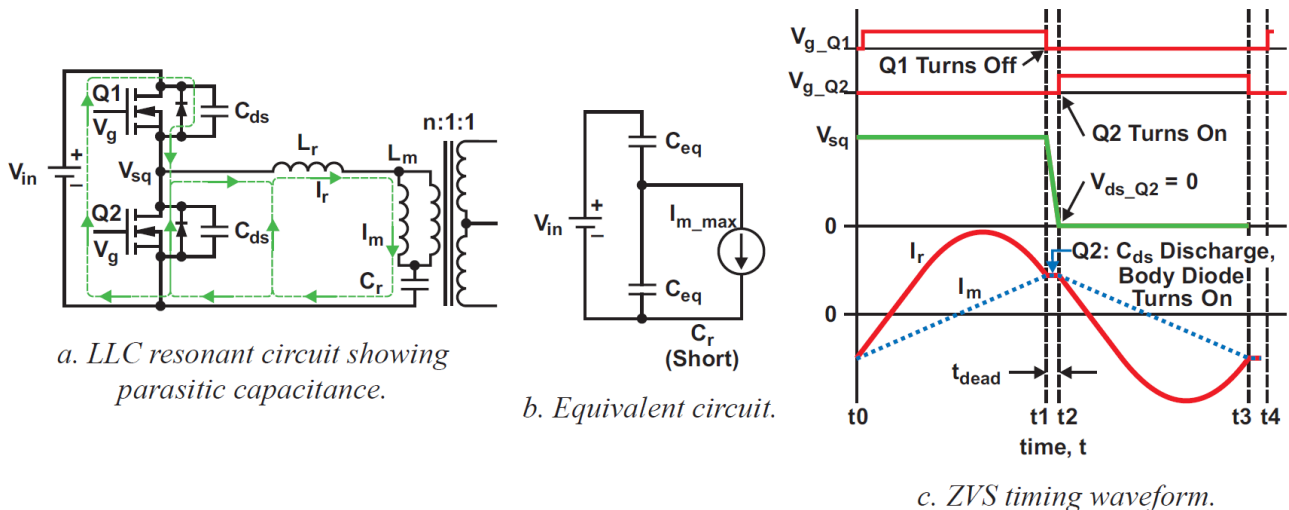 Q1
V_g
C_ds
n:1:1
V_in
+
–
V_sq
L_r
L_m
I_r
Q2
V_g
C_ds
I_m
C_r
a. LLC resonant circuit showing
parasitic capacitance.
C_eq
V_in
+
–
I_m_max
C_eq
C_r
(Short)
b. Equivalent circuit.
V_g_Q1
Q1 Turns Off
V_g_Q2
Q2 Turns On
V_sq
V_ds_Q2 = 0
0
I_r
Q2: C_ds Discharge,
Body Diode
Turns On
I_m
0
t_dead
t0 t1 t2 t3 t4
time, t
c. ZVS timing waveform.